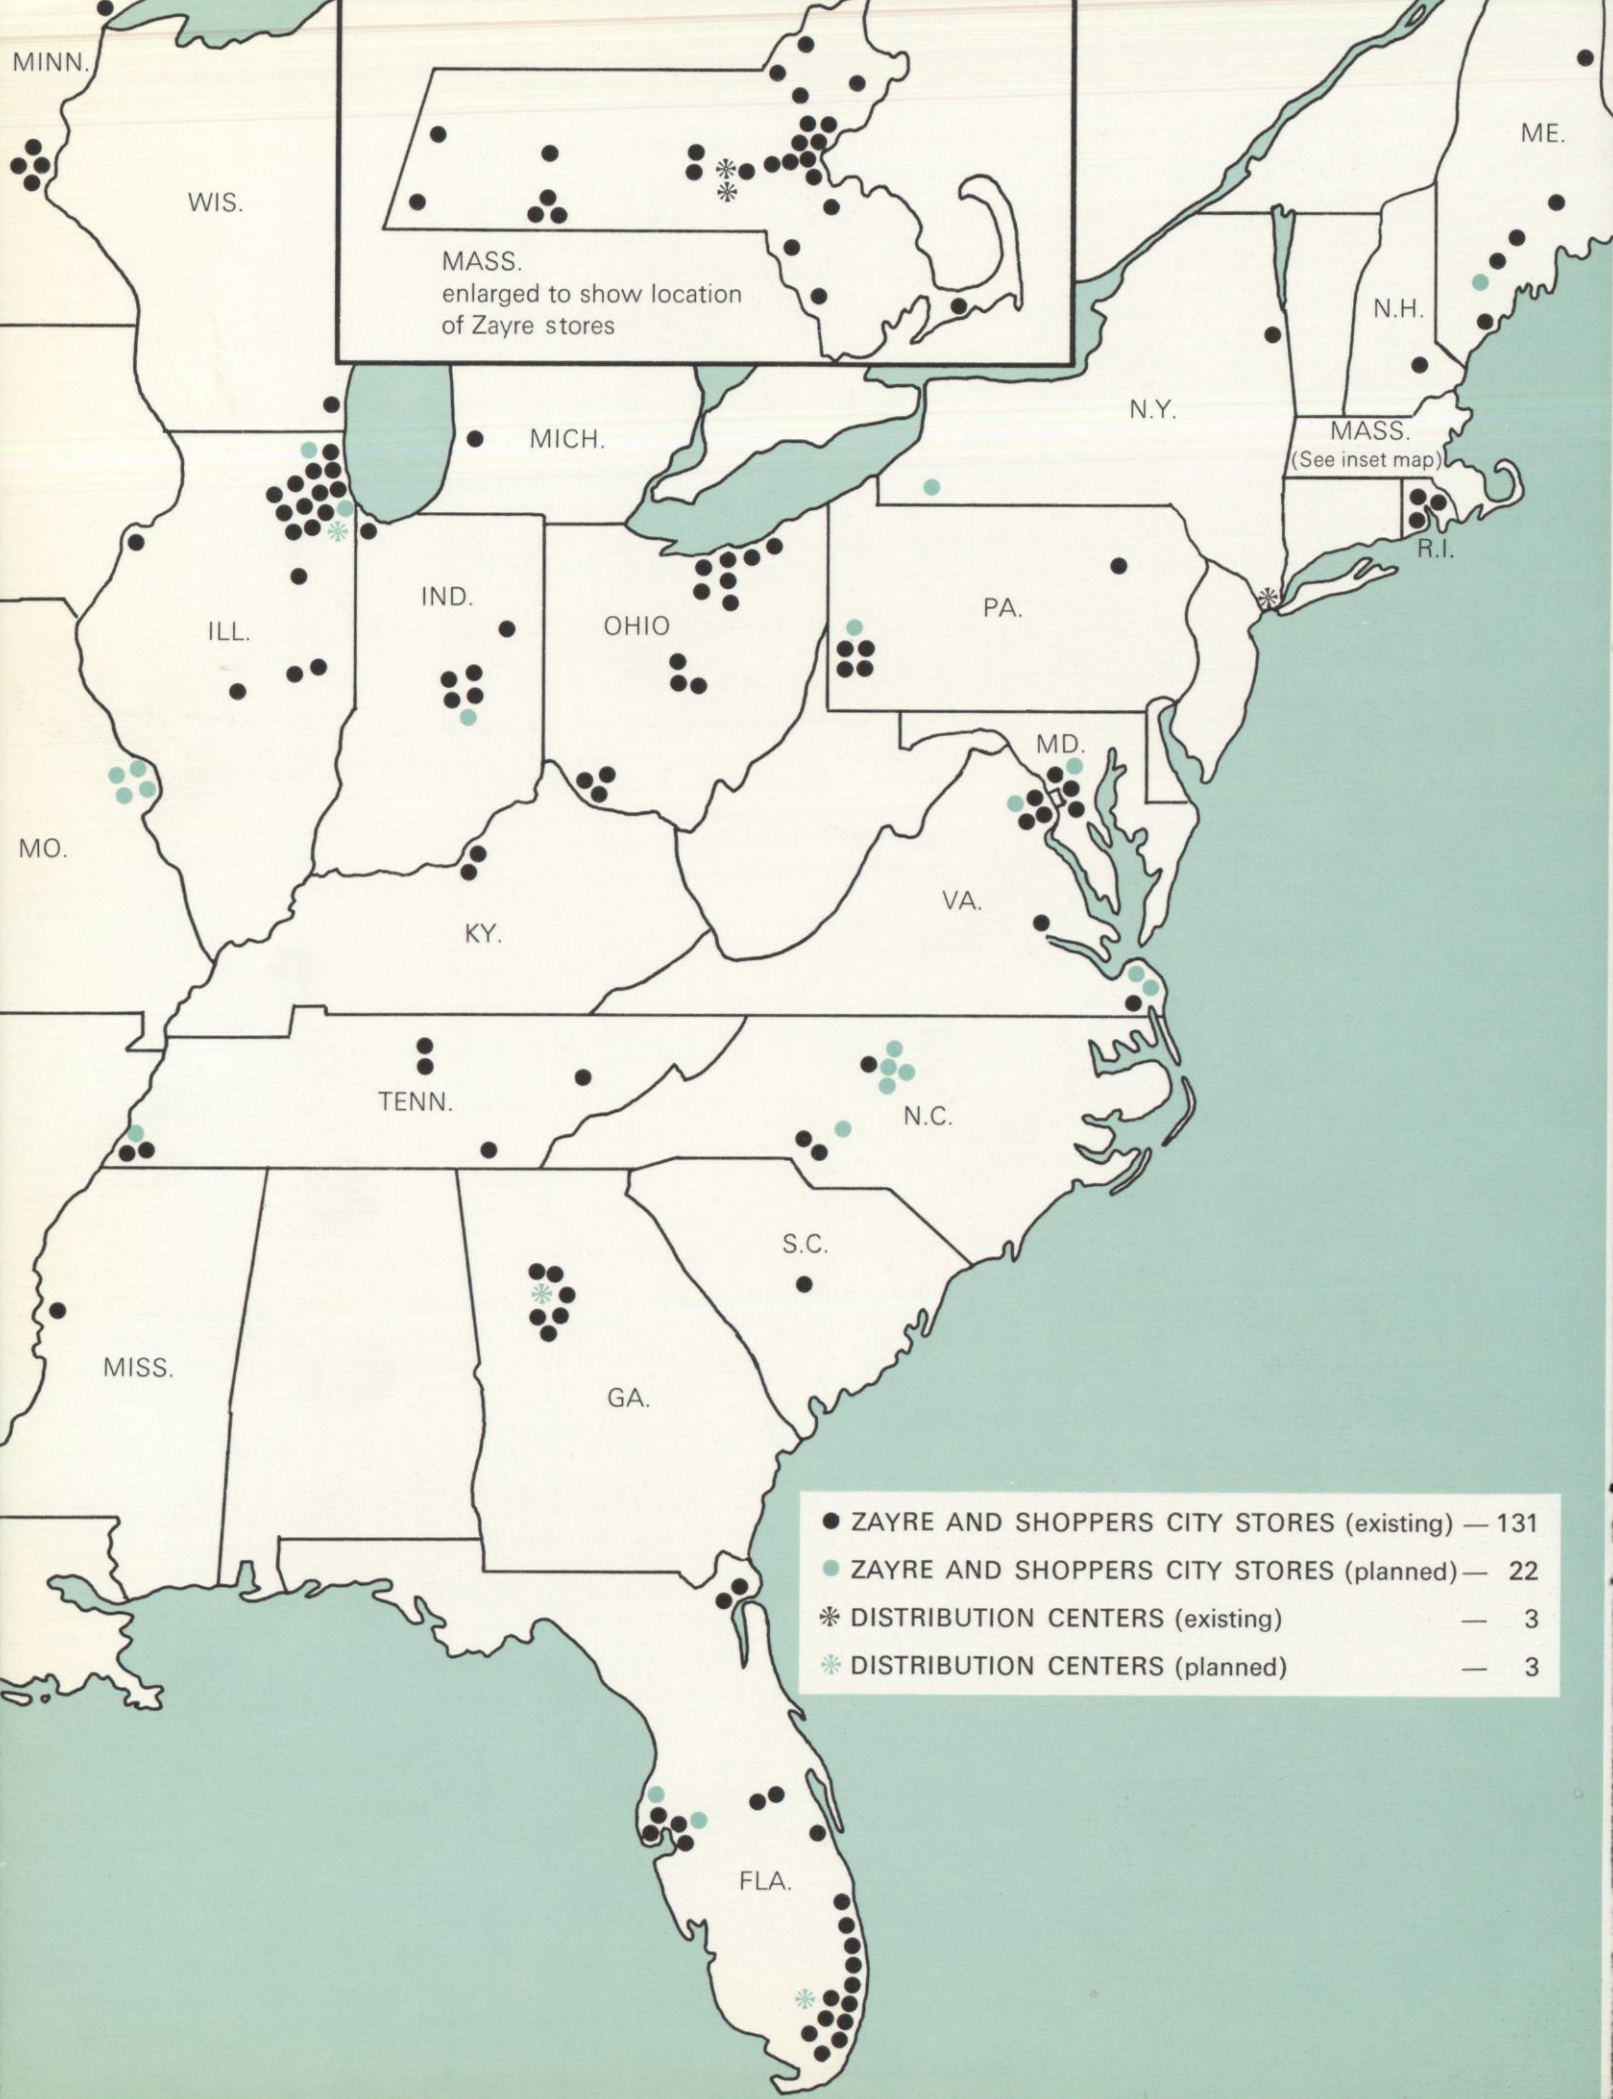 MINN.
WIS.
MASS.
enlarged to show location
of Zayre stores
ME.
N.H.
N.Y.
MICH.
MASS.
(See inset map)
R.I.
ILL.
IND.
OHIO
PA.
MD.
MO.
VA.
KY.
TENN.
N.C.
S.C.
MISS.
GA.
ZAYRE AND SHOPPERS CITY STORES (existing) — 131
ZAYRE AND SHOPPERS CITY STORES (planned) — 22
DISTRIBUTION CENTERS (existing) — 3
DISTRIBUTION CENTERS (planned) — 3
FLA.